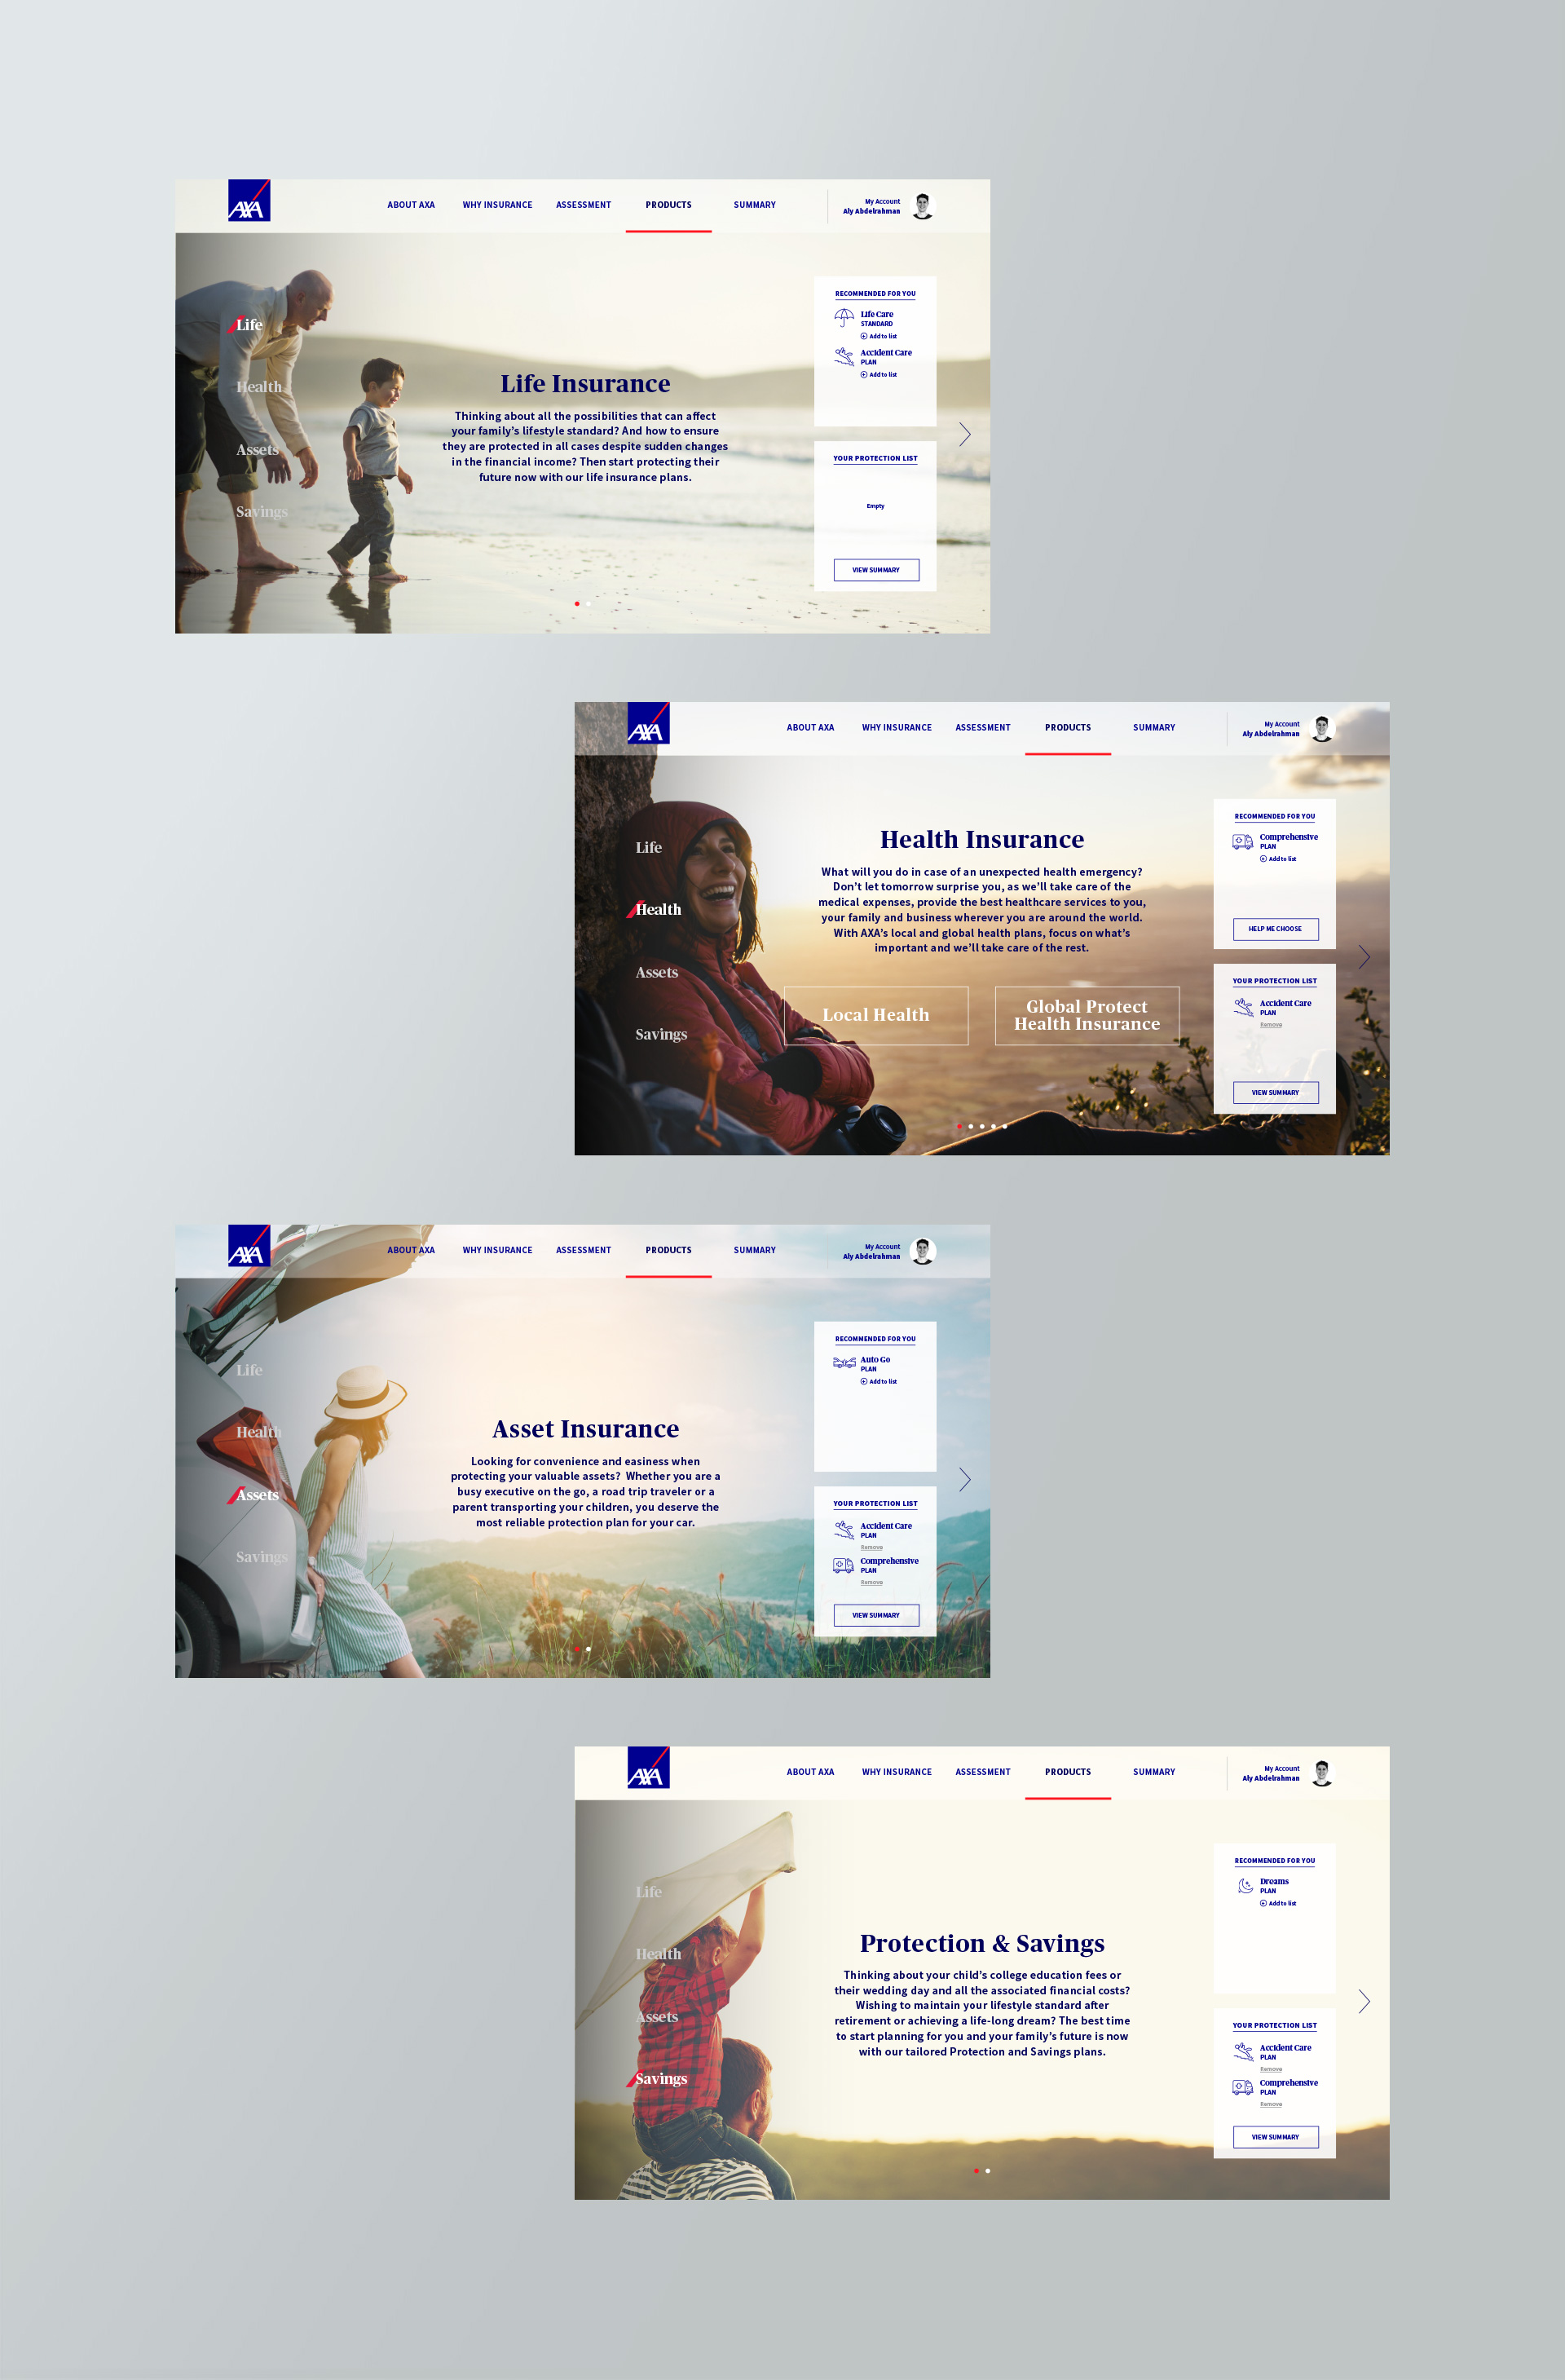 AXA
ABOUT AXA
WHY INSURANCE
ASSESSMENT
PRODUCTS
SUMMARY
My Account
Aly Abdelrahman
Life
Health
Assets
Savings
Life Insurance
Thinking about all the possibilities that can affect
your family's lifestyle standard? And how to ensure
they are protected in all cases despite sudden changes
in the financial income? Then start protecting their
future now with our life insurance plans.
RECOMMENDED FOR YOU
Life Care
STANDARD
Add to list
Accident Care
PLAN
Add to list
YOUR PROTECTION LIST
Empty
VIEW SUMMARY
AXA
ABOUT AXA
WHY INSURANCE
ASSESSMENT
PRODUCTS
SUMMARY
My Account
Aly Abdelrahman
Life
Health
Assets
Savings
Health Insurance
What will you do in case of an unexpected health emergency?
Don't let tomorrow surprise you, as we'll take care of the
medical expenses, provide the best healthcare services to you,
your family and business wherever you are around the world.
With AXA's local and global health plans, focus on what's
important and we'll take care of the rest.
Local Health
Global Protect
Health Insurance
RECOMMENDED FOR YOU
Comprehensive
PLAN
Add to list
HELP ME CHOOSE
YOUR PROTECTION LIST
Accident Care
PLAN
Remove
VIEW SUMMARY
AXA
ABOUT AXA
WHY INSURANCE
ASSESSMENT
PRODUCTS
SUMMARY
My Account
Aly Abdelrahman
Life
Health
Assets
Savings
Asset Insurance
Looking for convenience and easiness when
protecting your valuable assets?  Whether you are a
busy executive on the go, a road trip traveler or a
parent transporting your children, you deserve the
most reliable protection plan for your car.
RECOMMENDED FOR YOU
Auto Go
PLAN
Add to list
YOUR PROTECTION LIST
Accident Care
PLAN
Remove
Comprehensive
PLAN
Remove
VIEW SUMMARY
AXA
ABOUT AXA
WHY INSURANCE
ASSESSMENT
PRODUCTS
SUMMARY
My Account
Aly Abdelrahman
Life
Health
Assets
Savings
Protection & Savings
Thinking about your child's college education fees or
their wedding day and all the associated financial costs?
Wishing to maintain your lifestyle standard after
retirement or achieving a life-long dream? The best time
to start planning for you and your family's future is now
with our tailored Protection and Savings plans.
RECOMMENDED FOR YOU
Dreams
PLAN
Add to list
YOUR PROTECTION LIST
Accident Care
PLAN
Remove
Comprehensive
PLAN
Remove
VIEW SUMMARY